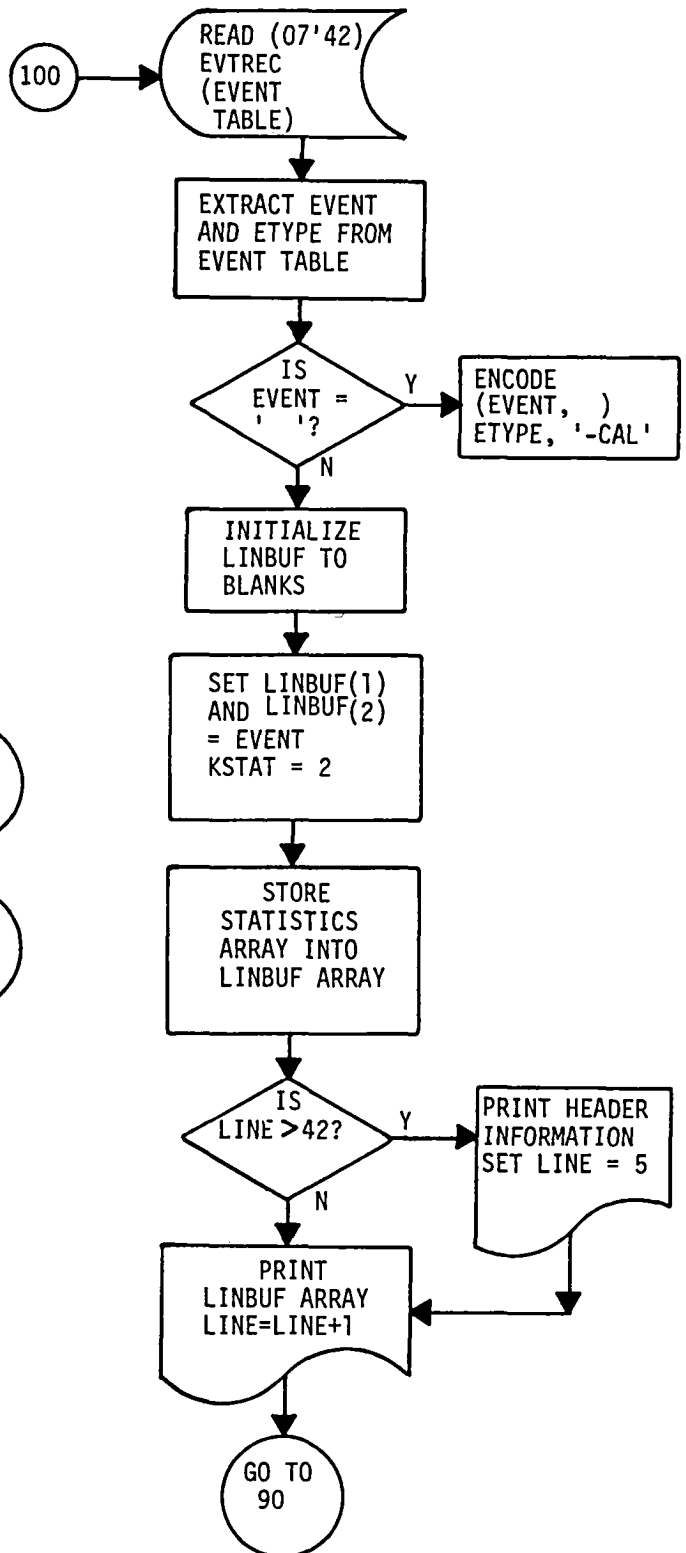 100
READ (07'42)
EVTREC
(EVENT
TABLE)
EXTRACT EVENT
AND ETYPE FROM
EVENT TABLE
IS
EVENT =
' '?
Y
N
ENCODE
(EVENT, )
ETYPE, '-CAL'
INITIALIZE
LINBUF TO
BLANKS
SET LINBUF(1)
AND LINBUF(2)
= EVENT
KSTAT = 2
STORE
STATISTICS
ARRAY INTO
LINBUF ARRAY
IS
LINE >42?
Y
N
PRINT HEADER
INFORMATION
SET LINE = 5
PRINT
LINBUF ARRAY
LINE=LINE+1
GO TO
90